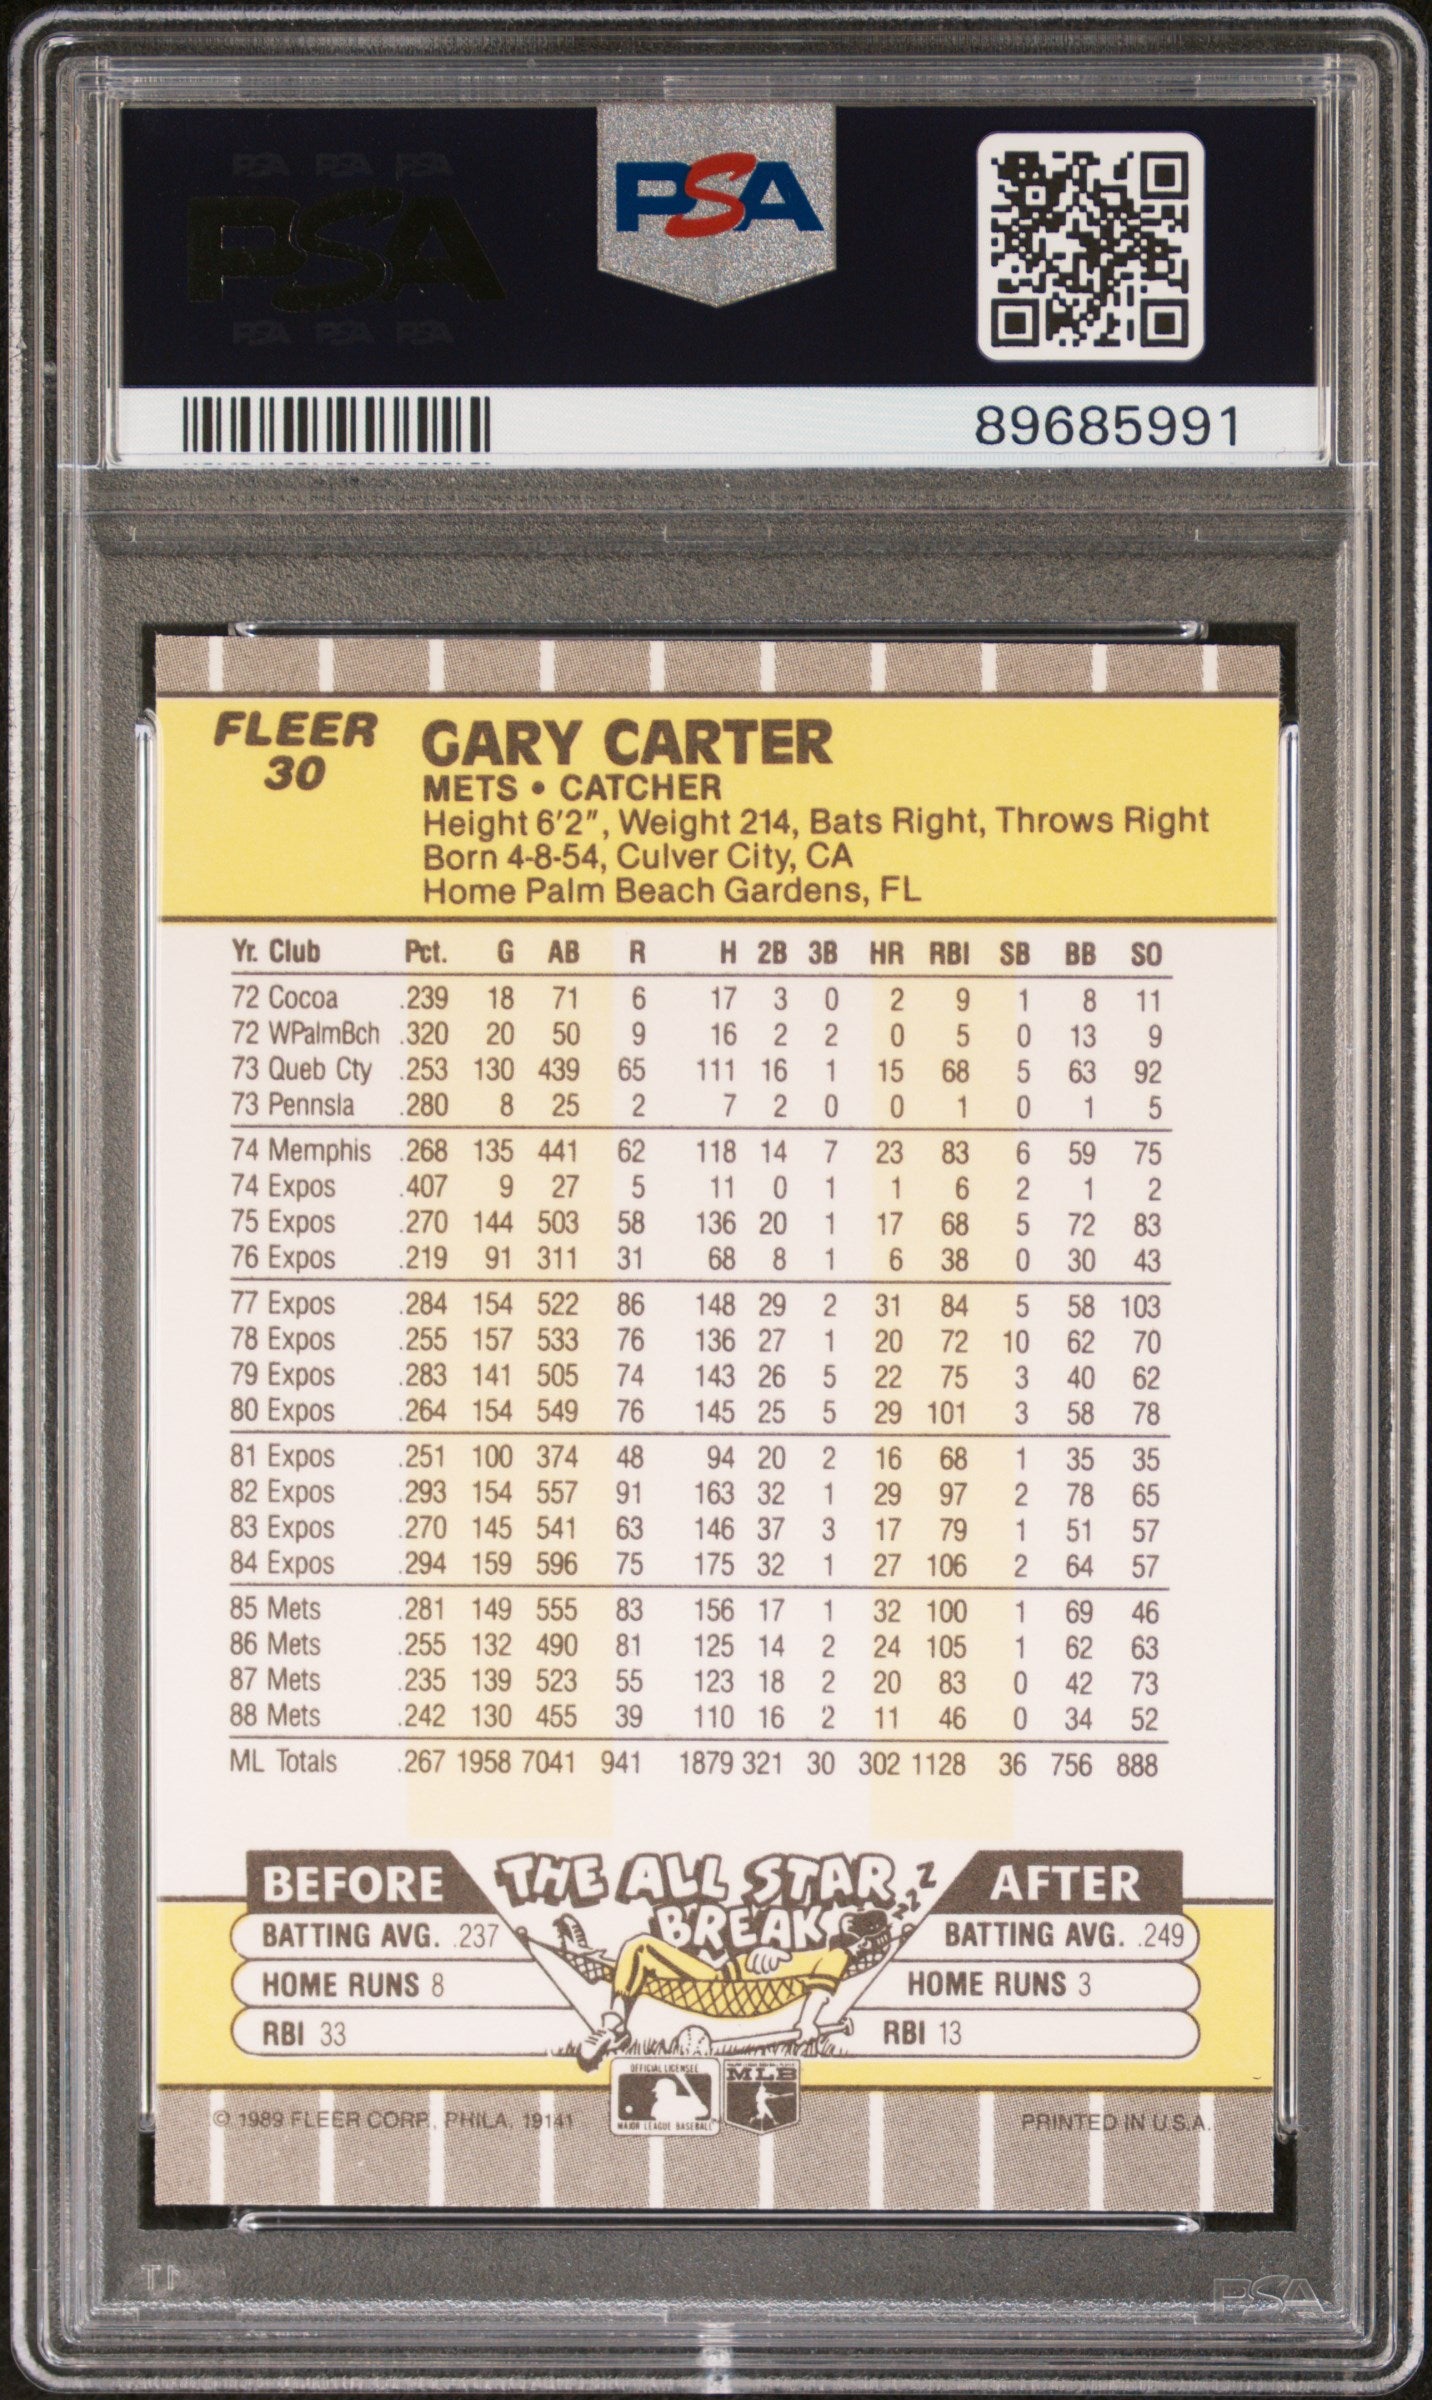 PSA PSA PSA
PSA
PSA PSA PSA
PSA
89685991
FLEER
30
GARY CARTER
METS • CATCHER
Height 6'2", Weight 214, Bats Right, Throws Right
Born 4-8-54, Culver City, CA
Home Palm Beach Gardens, FL
Yr. Club Pct. G AB R H 2B 3B HR RBI SB BB SO
72 Cocoa .239 18 71 6 17 3 0 2 9 1 8 11
72 WPalmBch .320 20 50 9 16 2 2 0 5 0 13 9
73 Queb Cty .253 130 439 65 111 16 1 15 68 5 63 92
73 Pennsla .280 8 25 2 7 2 0 0 1 0 1 5
74 Memphis .268 135 441 62 118 14 7 23 83 6 59 75
74 Expos .407 9 27 5 11 0 1 1 6 2 1 2
75 Expos .270 144 503 58 136 20 1 17 68 5 72 83
76 Expos .219 91 311 31 68 8 1 6 38 0 30 43
77 Expos .284 154 522 86 148 29 2 31 84 5 58 103
78 Expos .255 157 533 76 136 27 1 20 72 10 62 70
79 Expos .283 141 505 74 143 26 5 22 75 3 40 62
80 Expos .264 154 549 76 145 25 5 29 101 3 58 78
81 Expos .251 100 374 48 94 20 2 16 68 1 35 35
82 Expos .293 154 557 91 163 32 1 29 97 2 78 65
83 Expos .270 145 541 63 146 37 3 17 79 1 51 57
84 Expos .294 159 596 75 175 32 1 27 106 2 64 57
85 Mets .281 149 555 83 156 17 1 32 100 1 69 46
86 Mets .255 132 490 81 125 14 2 24 105 1 62 63
87 Mets .235 139 523 55 123 18 2 20 83 0 42 73
88 Mets .242 130 455 39 110 16 2 11 46 0 34 52
ML Totals .267 1958 7041 941 1879 321 30 302 1128 36 756 888
BEFORE
BATTING AVG. .237
HOME RUNS 8
RBI 33
THE ALL STAR
BREAK
ZZZZ
AFTER
BATTING AVG. .249
HOME RUNS 3
RBI 13
OFFICIAL LICENSEE
MAJOR LEAGUE BASEBALL
MLB
© 1989 FLEER CORP., PHILA. 19141
PRINTED IN U.S.A.
PSA